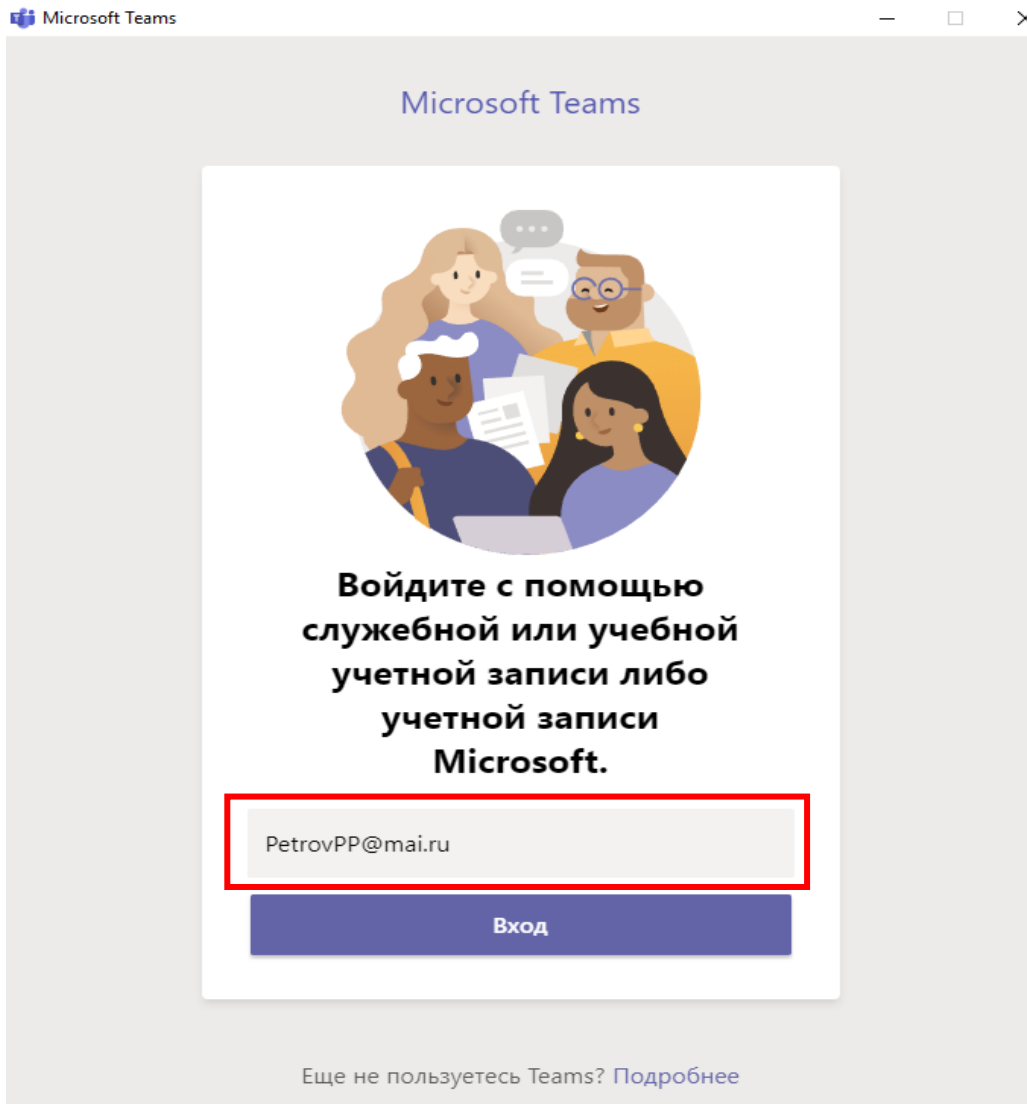 Microsoft Teams
Microsoft Teams
Войдите с помощью
служебной или учебной
учетной записи либо
учетной записи
Microsoft.
PetrovPP@mai.ru
Вход
Еще не пользуетесь Teams? Подробнее